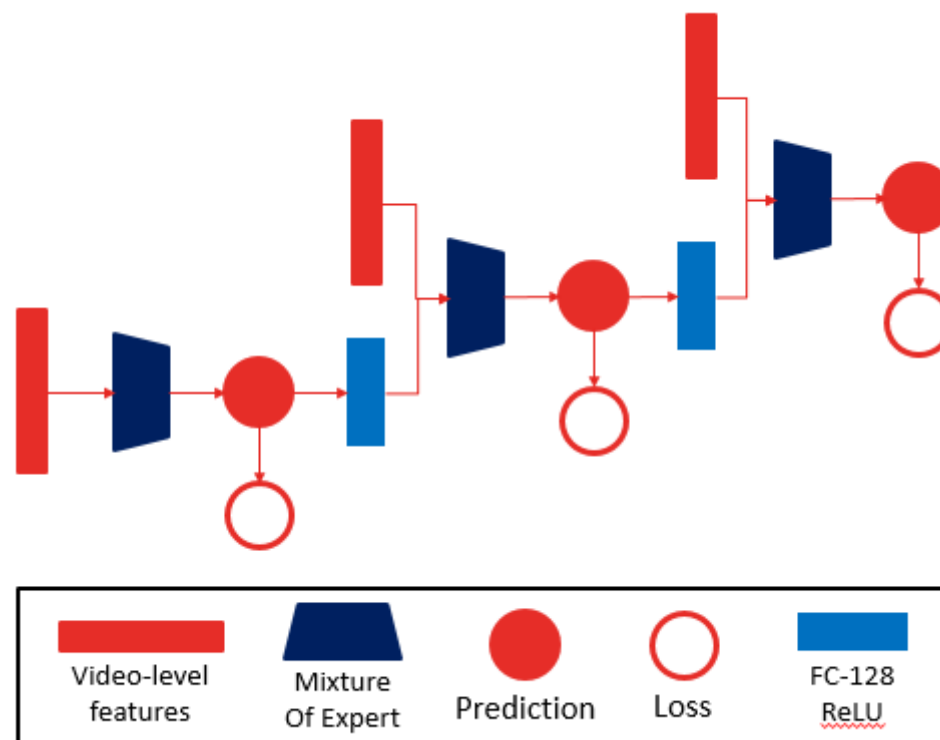 Video-level
features
Mixture
Of Expert
Prediction
Loss
FC-128
ReLU